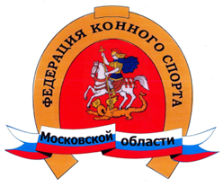 ФЕДЕРАЦИЯ КОННОГО СПОРТА
Московской области